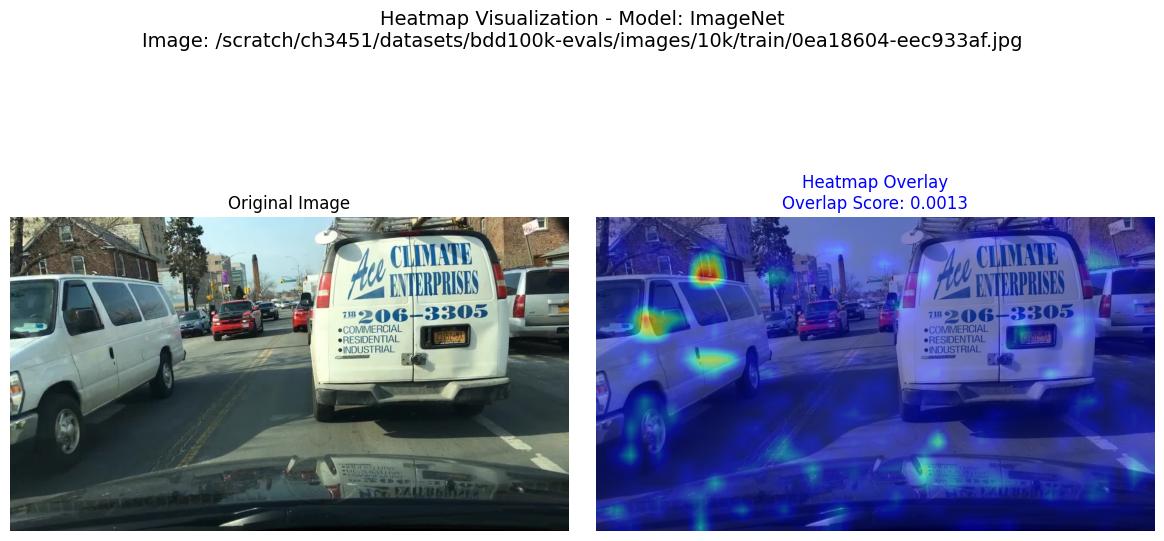 Heatmap Visualization - Model: ImageNet
Image: /scratch/ch3451/datasets/bdd100k-evals/images/10k/train/0ea18604-eec933af.jpg
Original Image
Ace CLIMATE
ENTERPRISES
718 206-3305
•COMMERCIAL
•RESIDENTIAL
•INDUSTRIAL
Heatmap Overlay
Overlap Score: 0.0013
Ace CLIMATE
ENTERPRISES
718 206-3305
•COMMERCIAL
•RESIDENTIAL
•INDUSTRIAL